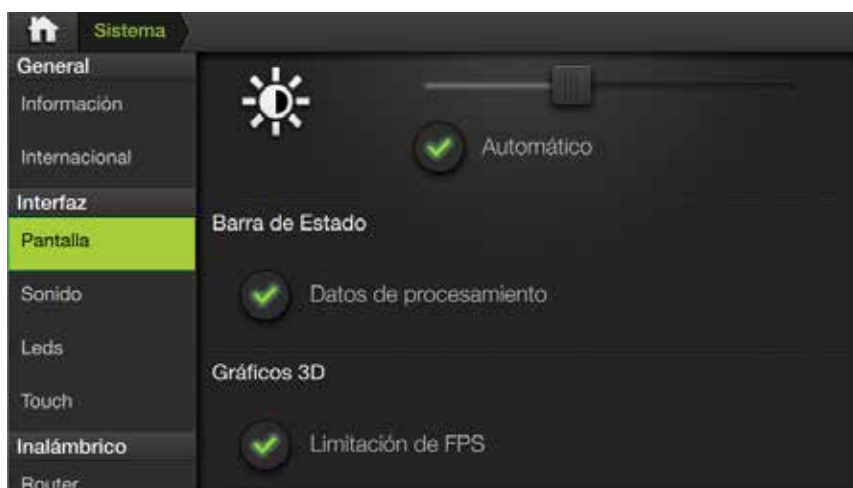 Sistema
General
Información
Internacional
Interfaz
Pantalla
Sonido
Leds
Touch
Inalámbrico
Router
Automático
Barra de Estado
Datos de procesamiento
Gráficos 3D
Limitación de FPS